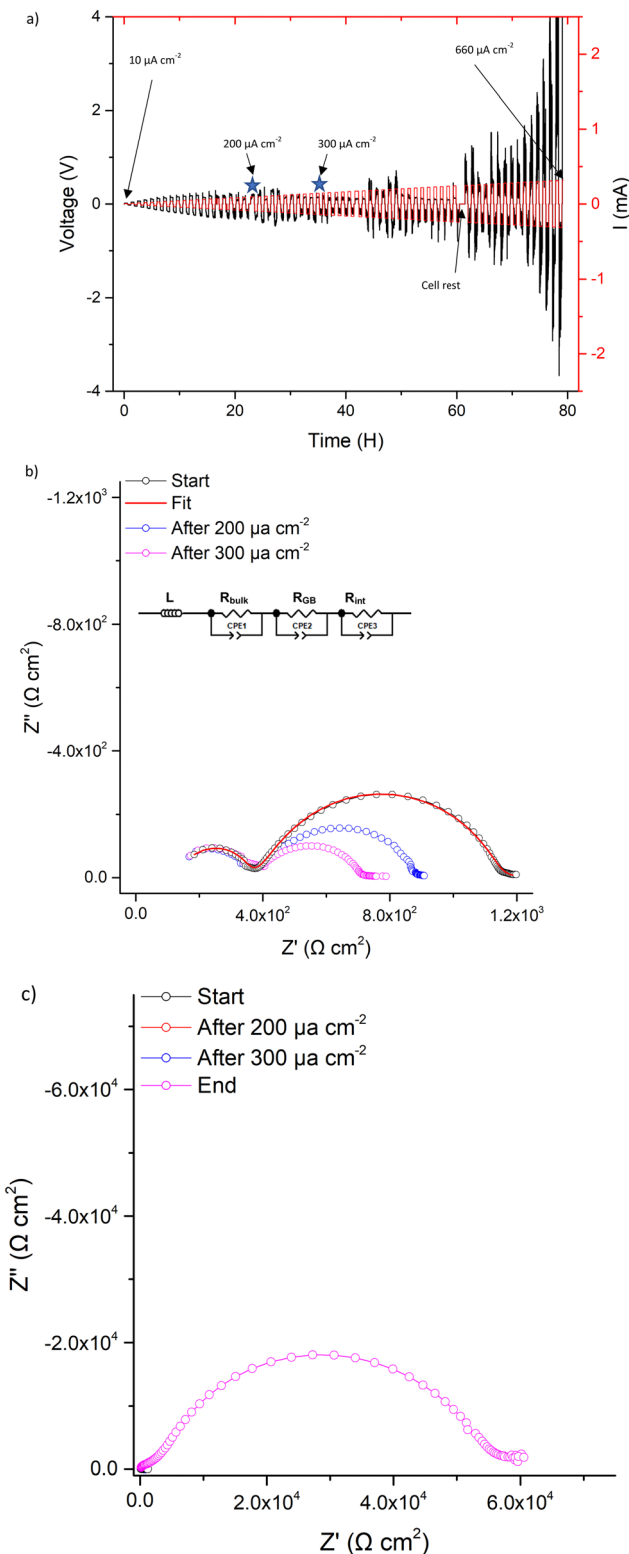 a)
10 μA cm-2
660 μA cm-2
200 μA cm-2
300 μA cm-2
Cell rest
Voltage (V)
4
2
0
-2
-4
I (mA)
2
1
0
-1
-2
0
20
40
60
80
Time (H)
b)
Start
Fit
After 200 μa cm-2
After 300 μa cm-2
L
Rbulk
RGB
Rint
CPE1
CPE2
CPE3
Z'' (Ω cm2)
-1.2x103
-8.0x102
-4.0x102
0.0
0.0
4.0x102
8.0x102
1.2x103
Z' (Ω cm2)
c)
Start
After 200 μa cm-2
After 300 μa cm-2
End
Z'' (Ω cm2)
-6.0x104
-4.0x104
-2.0x104
0.0
0.0
2.0x104
4.0x104
6.0x104
Z' (Ω cm2)